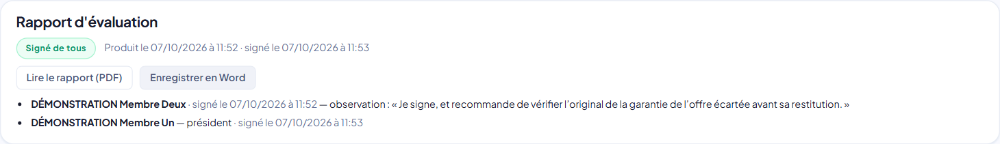 Rapport d'évaluation
Signé de tous Produit le 07/10/2026 à 11:52 · signé le 07/10/2026 à 11:53
Lire le rapport (PDF) Enregistrer en Word
• DÉMONSTRATION Membre Deux · signé le 07/10/2026 à 11:52 — observation : « Je signe, et recommande de vérifier l'original de la garantie de l'offre écartée avant sa restitution. »
• DÉMONSTRATION Membre Un — président · signé le 07/10/2026 à 11:53